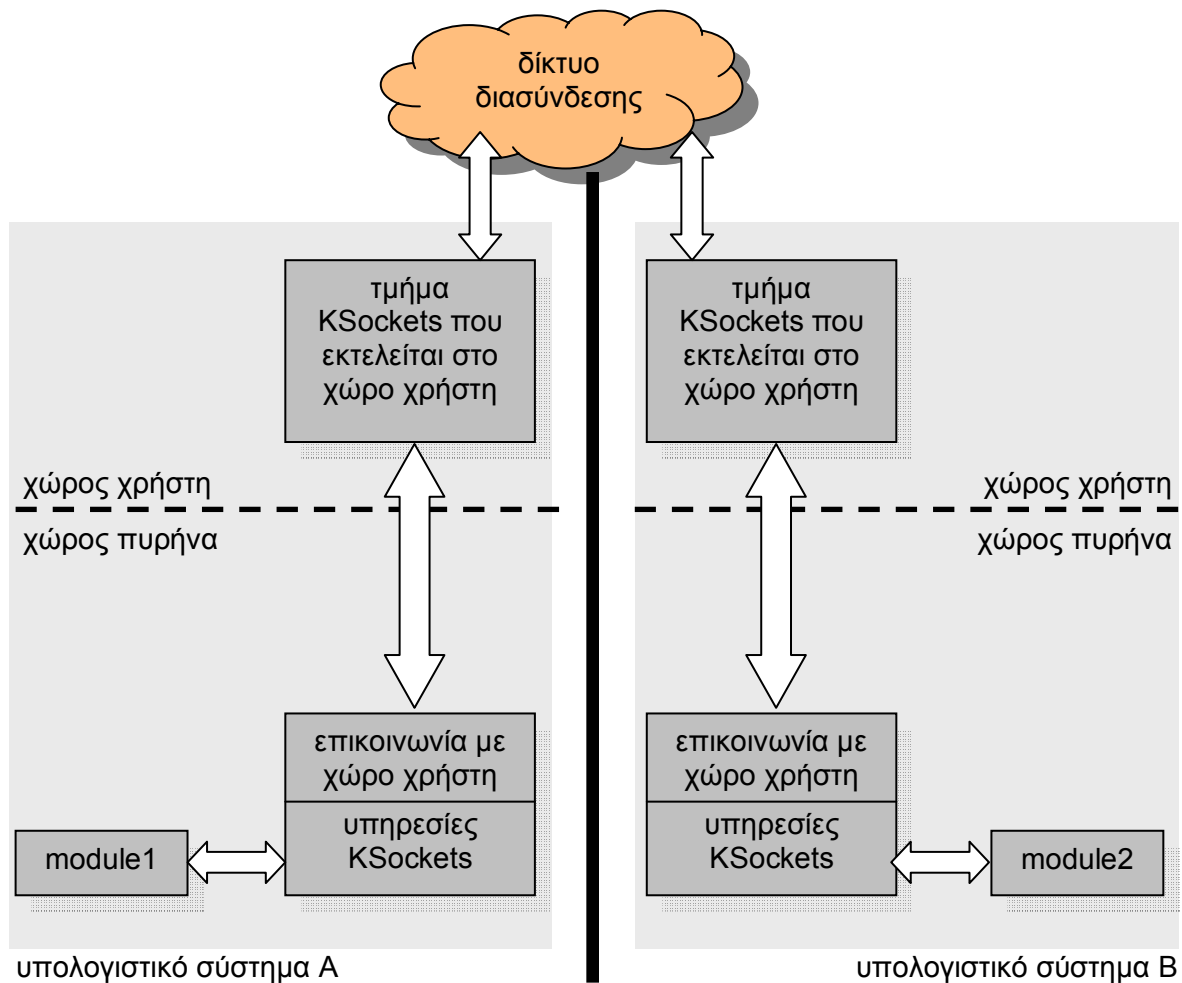 δίκτυο
διασύνδεσης
τμήμα
KSockets που
εκτελείται στο
χώρο χρήστη
τμήμα
KSockets που
εκτελείται στο
χώρο χρήστη
χώρος χρήστη
χώρος χρήστη
χώρος πυρήνα
χώρος πυρήνα
επικοινωνία με
χώρο χρήστη
επικοινωνία με
χώρο χρήστη
υπηρεσίες
KSockets
υπηρεσίες
KSockets
module1
module2
υπολογιστικό σύστημα Α
υπολογιστικό σύστημα Β